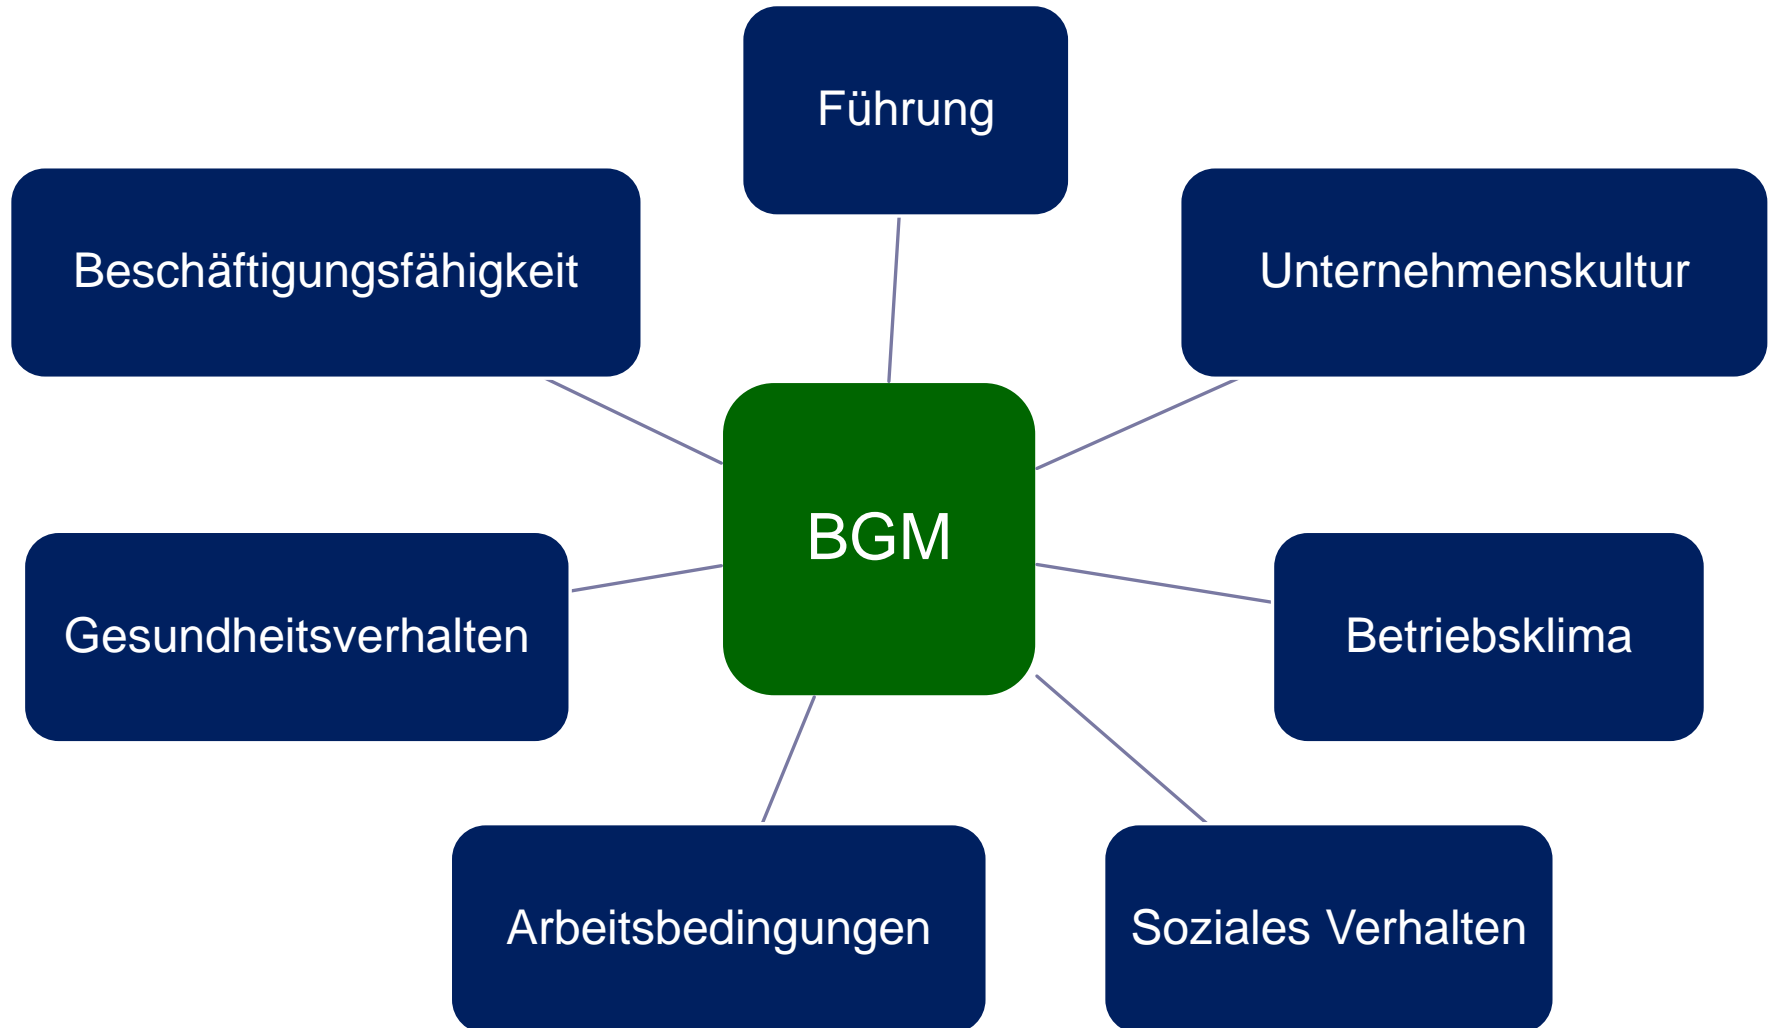 Führung
Beschäftigungsfähigkeit
Unternehmenskultur
BGM
Gesundheitsverhalten
Betriebsklima
Arbeitsbedingungen
Soziales Verhalten